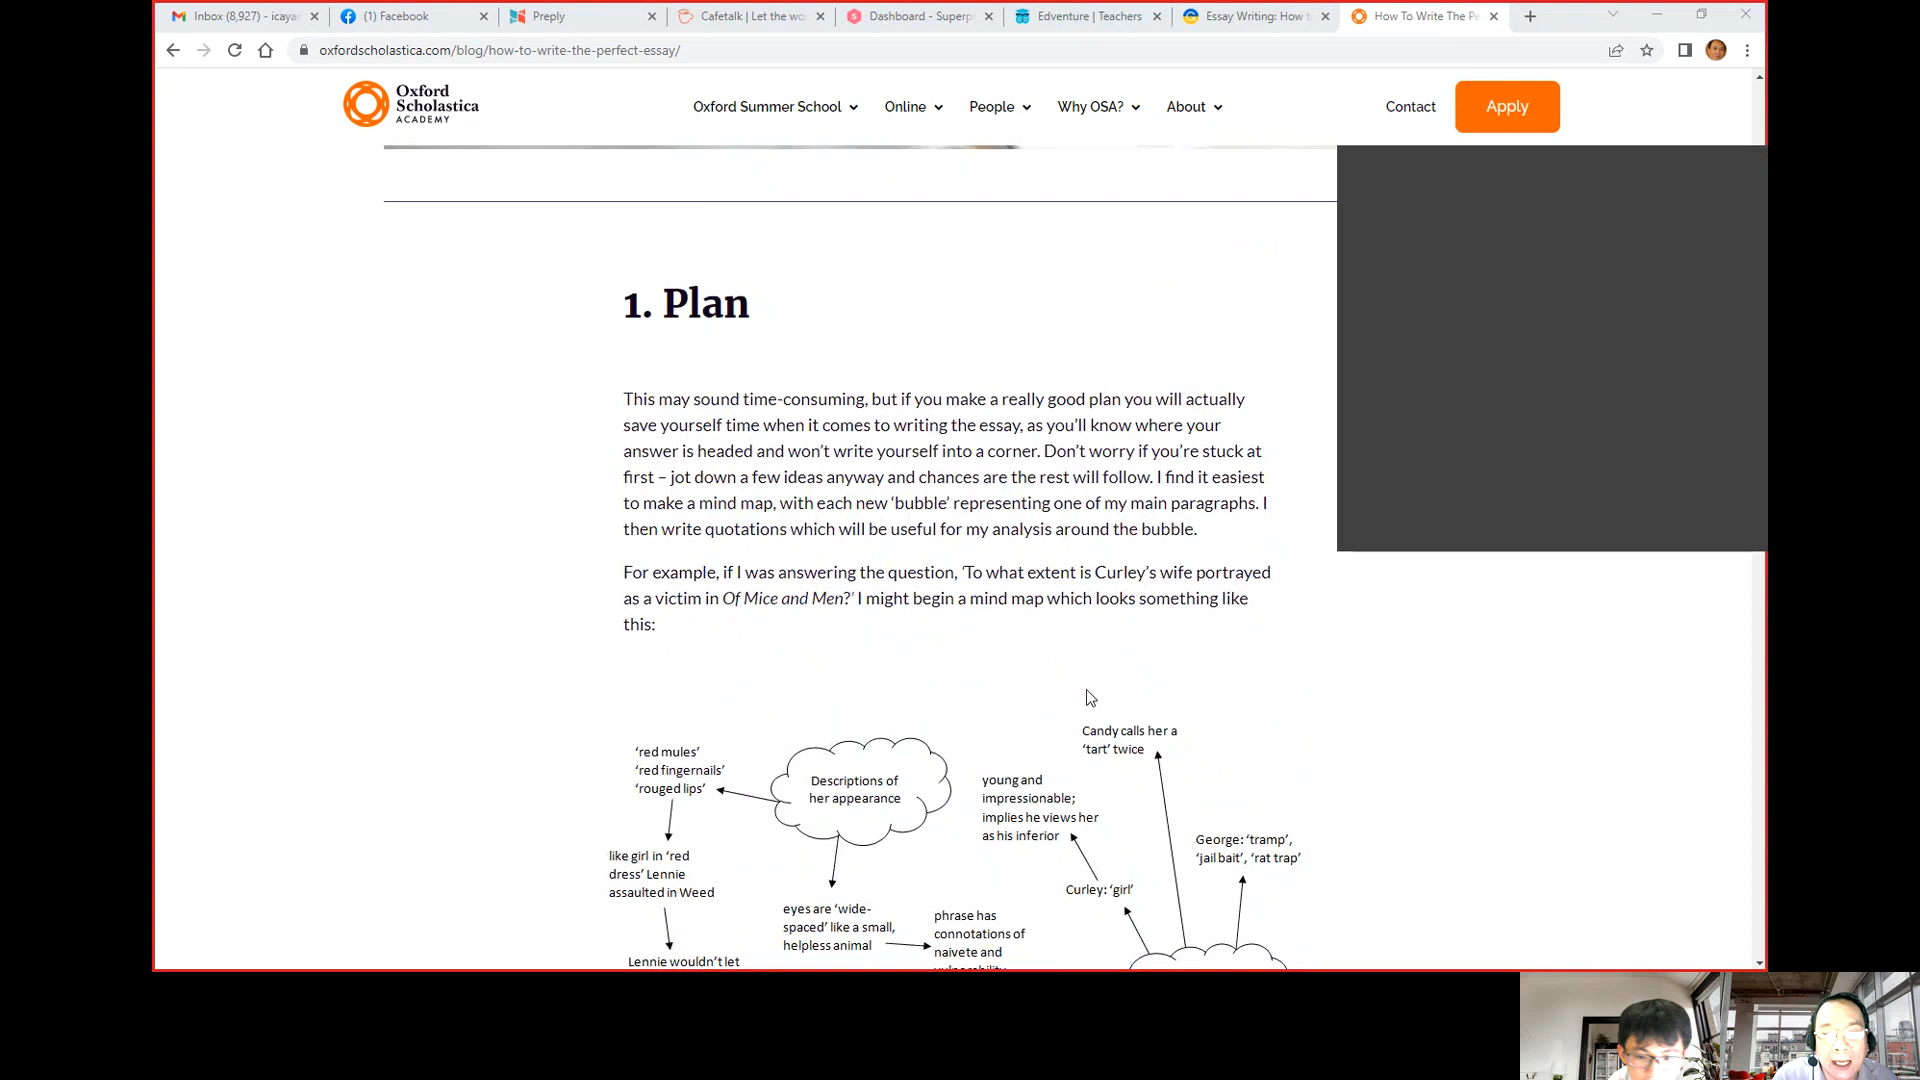 Inbox (8,927) - icayan
(1) Facebook
Preply
Cafetalk | Let the wo
Dashboard - Superp
Edventure | Teachers
Essay Writing: How t
How To Write The Pe
oxfordscholastica.com/blog/how-to-write-the-perfect-essay/
Oxford
Scholastica
ACADEMY
Oxford Summer School
Online
People
Why OSA?
About
Contact
Apply
1. Plan
This may sound time-consuming, but if you make a really good plan you will actually
save yourself time when it comes to writing the essay, as you’ll know where your
answer is headed and won’t write yourself into a corner. Don’t worry if you’re stuck at
first – jot down a few ideas anyway and chances are the rest will follow. I find it easiest
to make a mind map, with each new ‘bubble’ representing one of my main paragraphs. I
then write quotations which will be useful for my analysis around the bubble.
For example, if I was answering the question, ‘To what extent is Curley’s wife portrayed
as a victim in Of Mice and Men?’ I might begin a mind map which looks something like
this:
‘red mules’
‘red fingernails’
‘rouged lips’
Descriptions of
her appearance
Candy calls her a
‘tart’ twice
young and
impressionable;
implies he views her
as his inferior
George: ‘tramp’,
‘jail bait’, ‘rat trap’
like girl in ‘red
dress’ Lennie
assaulted in Weed
Curley: ‘girl’
eyes are ‘wide-
spaced’ like a small,
helpless animal
phrase has
connotations of
naivete and
vulnerability
Lennie wouldn’t let